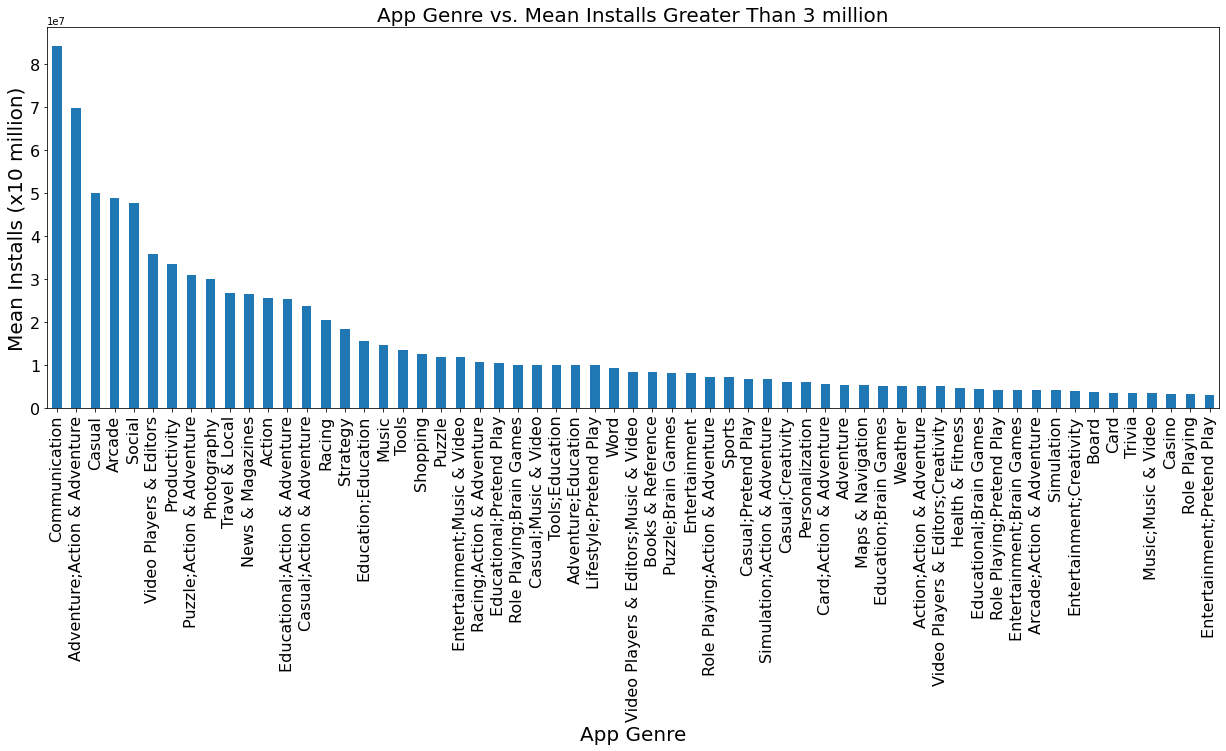 App Genre vs. Mean Installs Greater Than 3 million
1e7
Mean Installs (x10 million)
8
7
6
5
4
3
2
1
0
Communication
Adventure;Action & Adventure
Casual
Arcade
Social
Video Players & Editors
Productivity
Puzzle;Action & Adventure
Photography
Travel & Local
News & Magazines
Action
Educational;Action & Adventure
Casual;Action & Adventure
Racing
Strategy
Education;Education
Music
Tools
Shopping
Puzzle
Entertainment;Music & Video
Racing;Action & Adventure
Educational;Pretend Play
Role Playing;Brain Games
Casual;Music & Video
Tools;Education
Adventure;Education
Lifestyle;Pretend Play
Word
Video Players & Editors;Music & Video
Books & Reference
Puzzle;Brain Games
Entertainment
Role Playing;Action & Adventure
Sports
Casual;Pretend Play
Simulation;Action & Adventure
Casual;Creativity
Personalization
Card;Action & Adventure
Adventure
Maps & Navigation
Education;Brain Games
Weather
Action;Action & Adventure
Video Players & Editors;Creativity
Health & Fitness
Educational;Brain Games
Role Playing;Pretend Play
Entertainment;Brain Games
Arcade;Action & Adventure
Simulation
Entertainment;Creativity
Board
Card
Trivia
Music;Music & Video
Casino
Role Playing
Entertainment;Pretend Play
App Genre